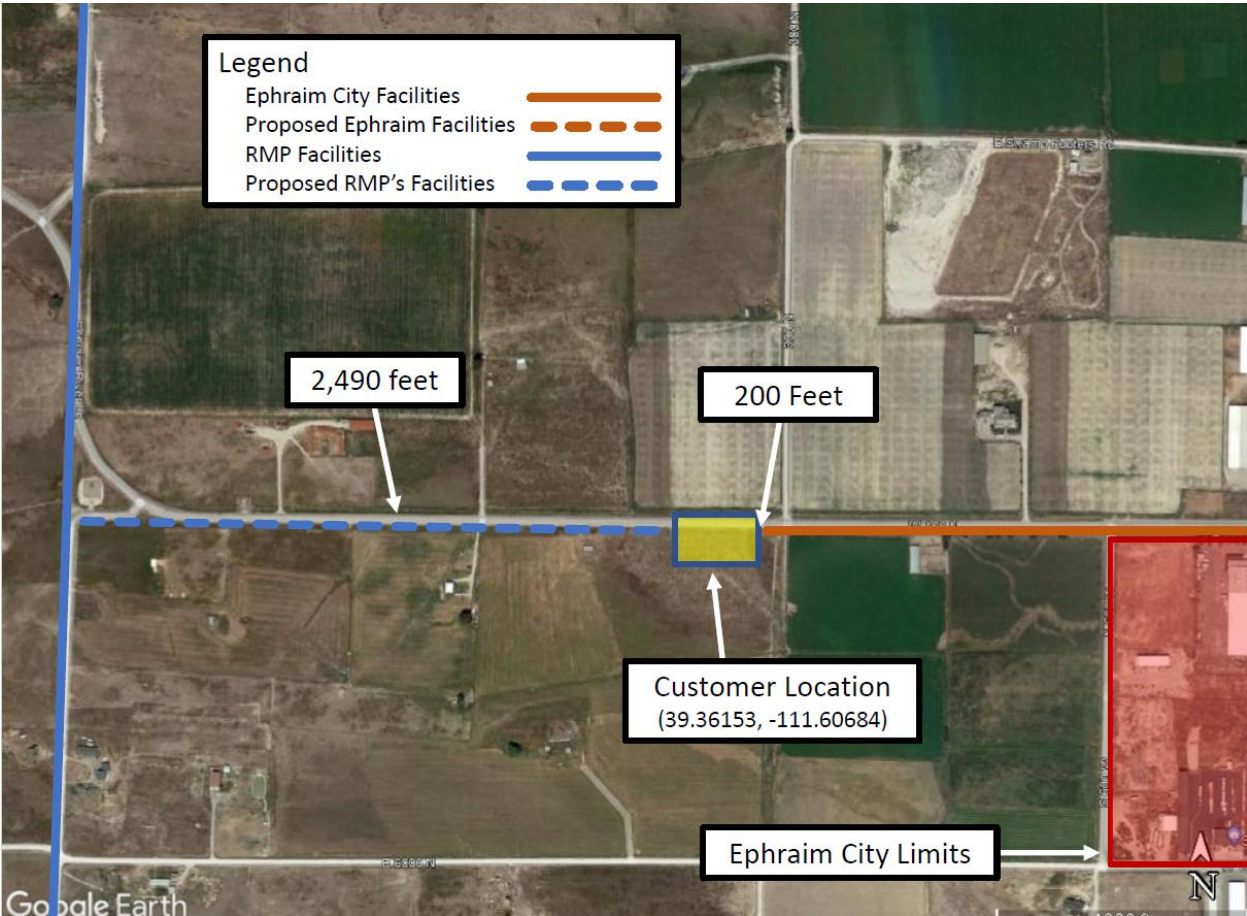 Legend
Ephraim City Facilities
Proposed Ephraim Facilities
RMP Facilities
Proposed RMP's Facilities
2,490 feet
200 Feet
Customer Location
(39.36153, -111.60684)
Ephraim City Limits
N
Google Earth